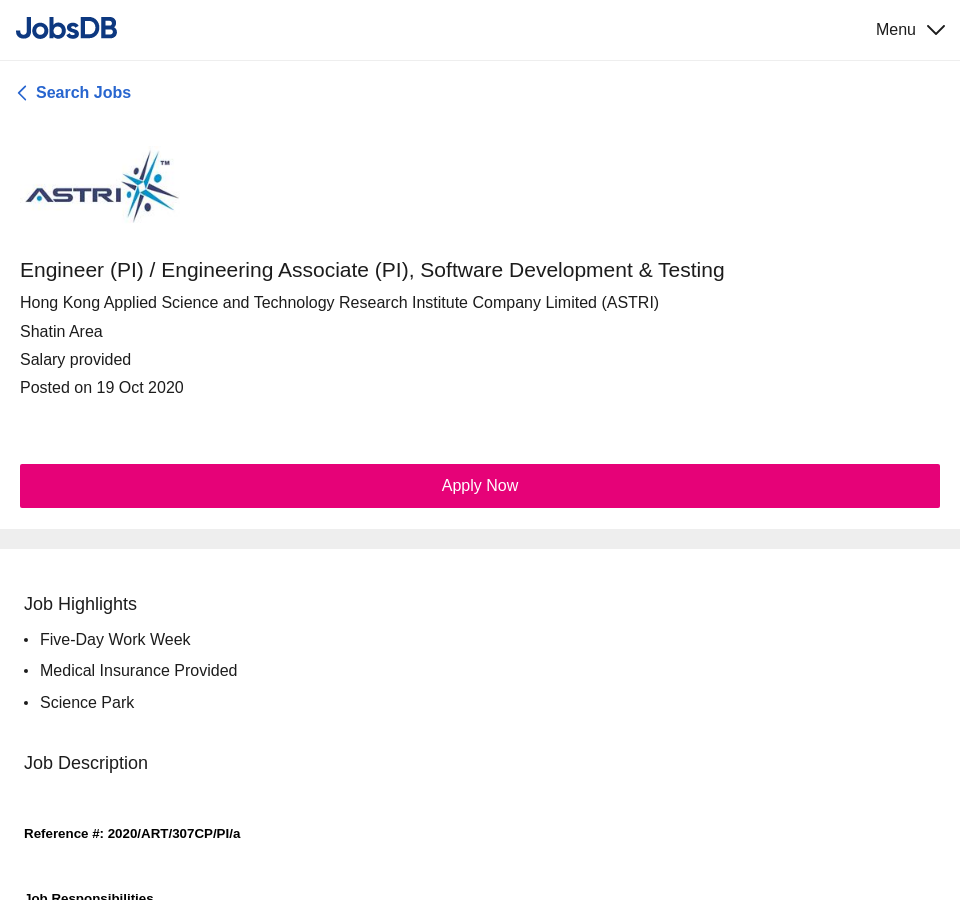 JobsDB
Menu
Search Jobs
ASTRI™
Engineer (PI) / Engineering Associate (PI), Software Development & Testing
Hong Kong Applied Science and Technology Research Institute Company Limited (ASTRI)
Shatin Area
Salary provided
Posted on 19 Oct 2020
Apply Now
Job Highlights
• Five-Day Work Week
• Medical Insurance Provided
• Science Park
Job Description
Reference #: 2020/ART/307CP/PI/a
Job Responsibilities